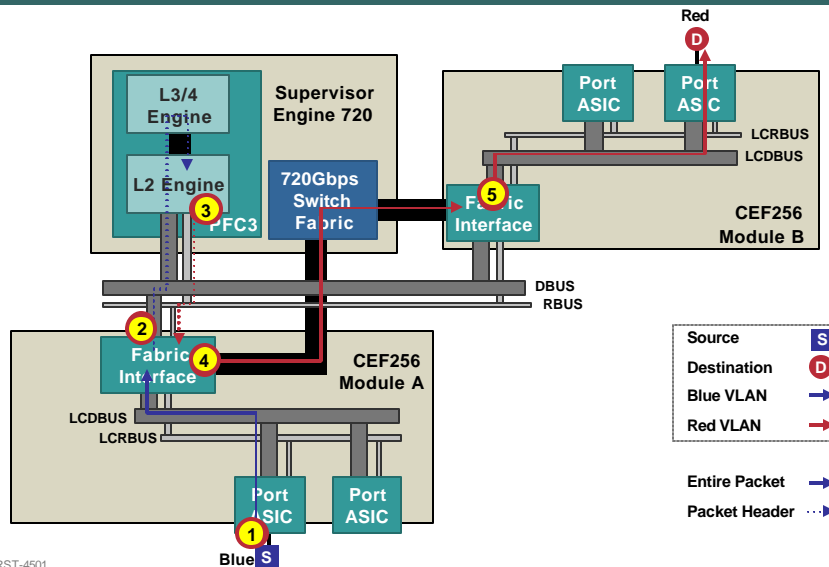 Red
D
L3/4
Engine
Supervisor
Engine 720
Port
ASIC
Port
ASIC
LCRBUS
LCDBUS
L2 Engine
3
PFC3
720Gbps
Switch
Fabric
5
Fabric
Interface
CEF256
Module B
DBUS
RBUS
2
Fabric
Interface
4
CEF256
Module A
LCDBUS
LCRBUS
Port
ASIC
Port
ASIC
1
Blue S
Source S
Destination D
Blue VLAN
Red VLAN
Entire Packet
Packet Header
RST-4501